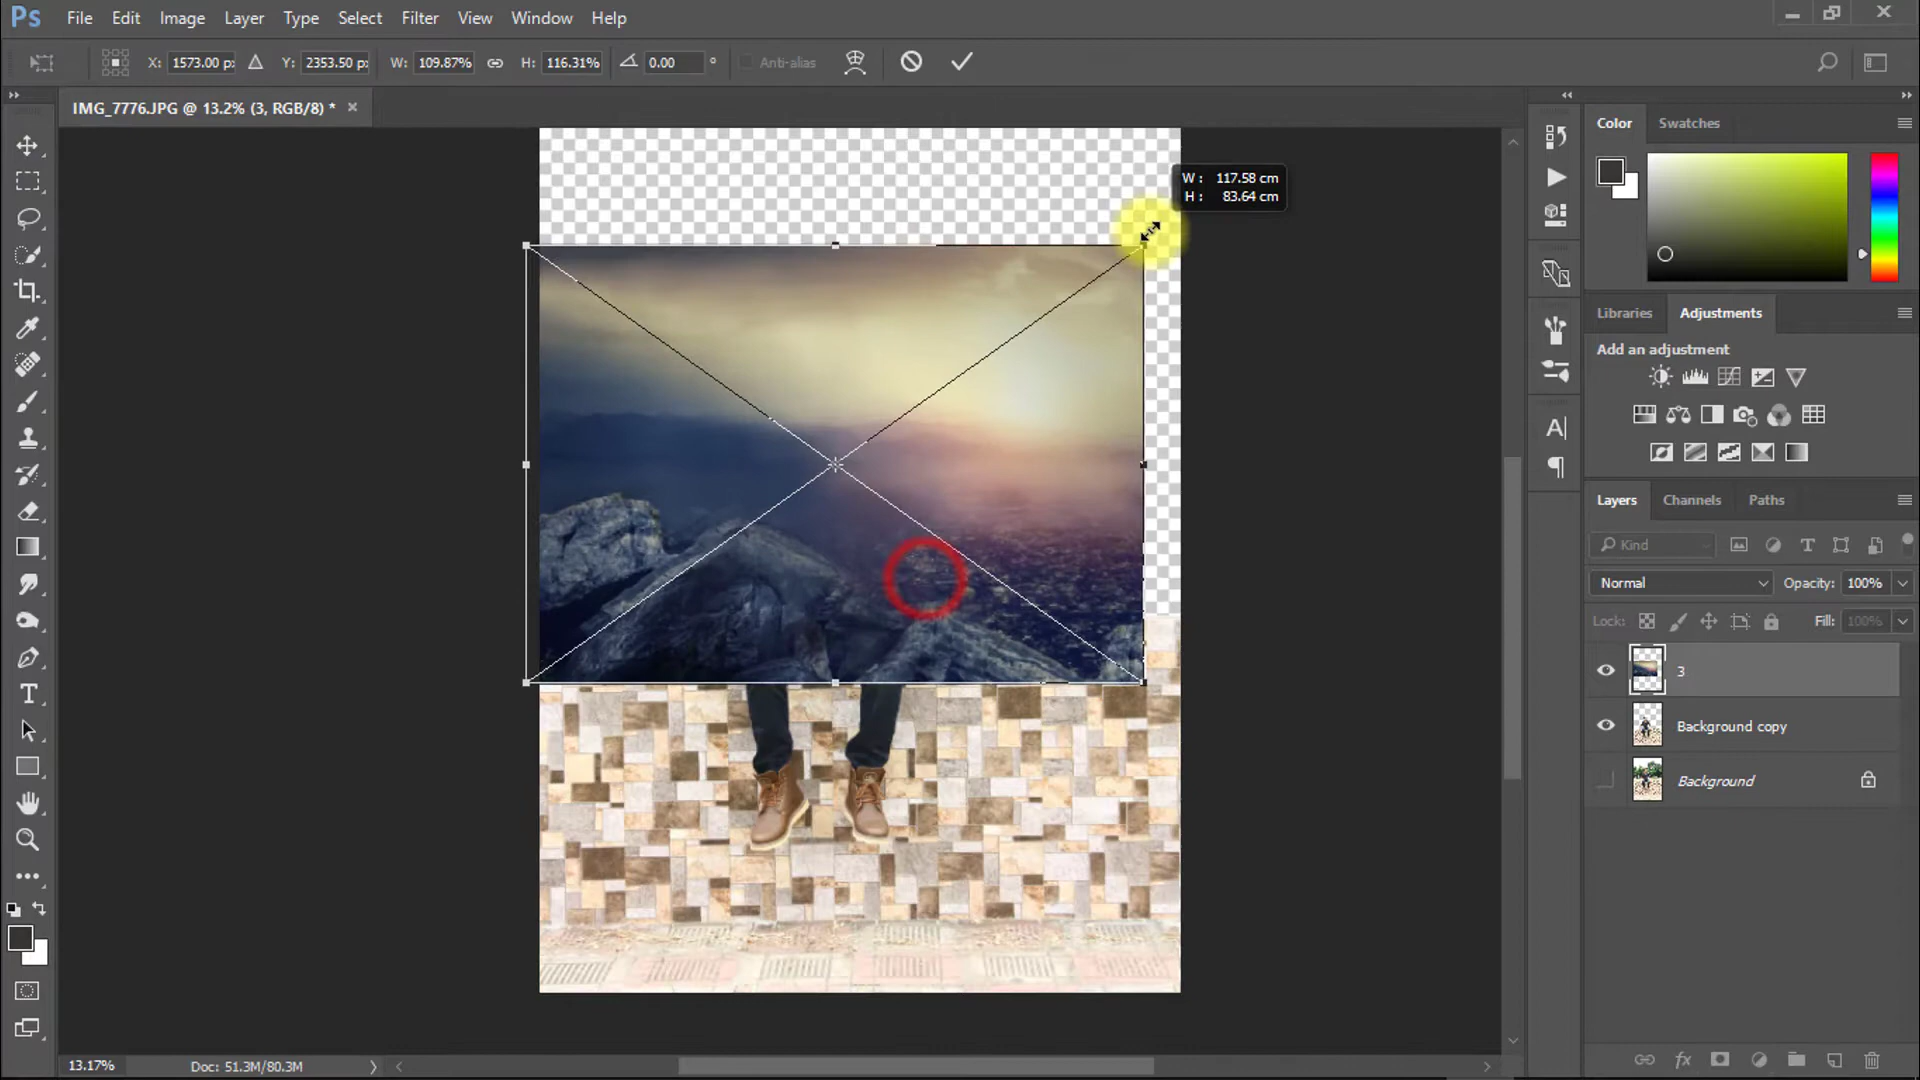 Ps File Edit Image Layer Type Select Filter View Window Help
X: 1573.00 px Y: 2353.50 px W: 109.87% H: 116.31% 0.00 ° Anti-alias
IMG_7776.JPG @ 13.2% (3, RGB/8) * ×
W : 117.58 cm
H : 83.64 cm
Color Swatches
Libraries Adjustments
Add an adjustment
Layers Channels Paths
Kind
Normal Opacity: 100%
Lock: Fill: 100%
3
Background copy
Background
13.17% Doc: 51.3M/80.3M